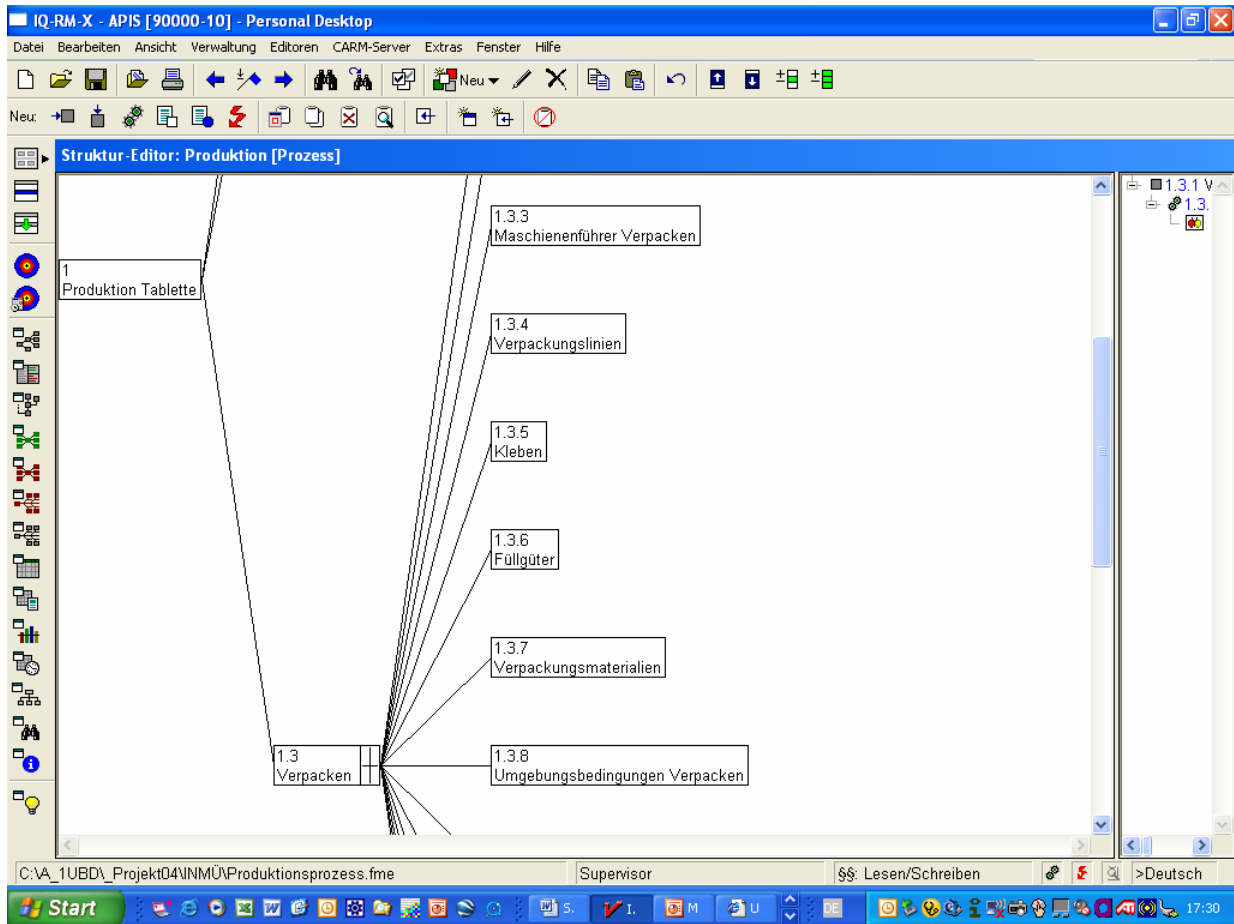 IQ-RM-X - APIS [90000-10] - Personal Desktop
Datei Bearbeiten Ansicht Verwaltung Editoren CARM-Server Extras Fenster Hilfe
Neu
Neu:
Struktur-Editor: Produktion [Prozess]
1.3.1 V
1.3.
1.3.3
Maschienenführer Verpacken
1
Produktion Tablette
1.3.4
Verpackungslinien
1.3.5
Kleben
1.3.6
Füllgüter
1.3.7
Verpackungsmaterialien
1.3
Verpacken
1.3.8
Umgebungsbedingungen Verpacken
C:\A_1UBD\_Projekt04\INMÜ\Produktionsprozess.fme Supervisor §§: Lesen/Schreiben >Deutsch
Start S. I. M U DE 17:30